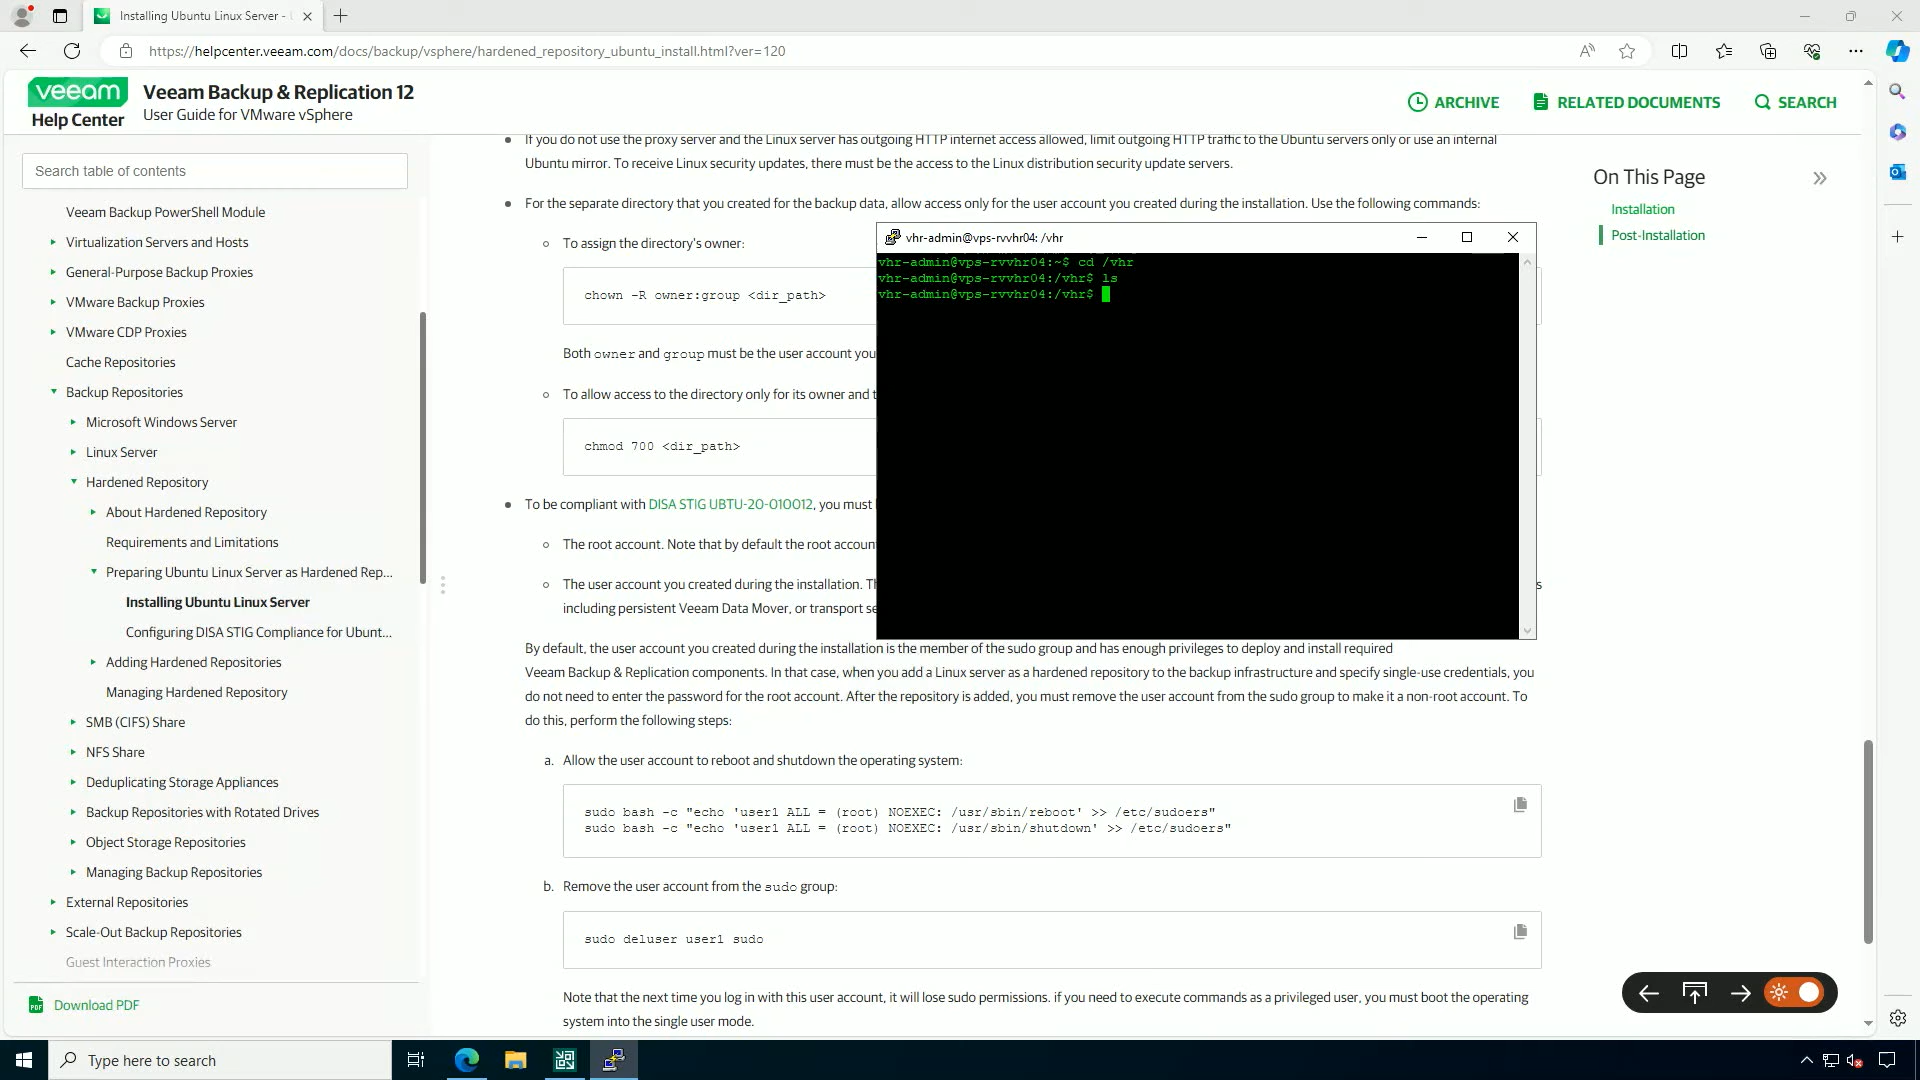 Installing Ubuntu Linux Server -
https://helpcenter.veeam.com/docs/backup/vsphere/hardened_repository_ubuntu_install.html?ver=120
veeam
Help Center
Veeam Backup & Replication 12
User Guide for VMware vSphere
ARCHIVE
RELATED DOCUMENTS
SEARCH
Search table of contents
Veeam Backup PowerShell Module
Virtualization Servers and Hosts
General-Purpose Backup Proxies
VMware Backup Proxies
VMware CDP Proxies
Cache Repositories
Backup Repositories
Microsoft Windows Server
Linux Server
Hardened Repository
About Hardened Repository
Requirements and Limitations
Preparing Ubuntu Linux Server as Hardened Rep...
Installing Ubuntu Linux Server
Configuring DISA STIG Compliance for Ubunt...
Adding Hardened Repositories
Managing Hardened Repository
SMB (CIFS) Share
NFS Share
Deduplicating Storage Appliances
Backup Repositories with Rotated Drives
Object Storage Repositories
Managing Backup Repositories
External Repositories
Scale-Out Backup Repositories
Guest Interaction Proxies
Download PDF
If you do not use the proxy server and the Linux server has outgoing HTTP internet access allowed, limit outgoing HTTP traffic to the Ubuntu servers only or use an internal
Ubuntu mirror. To receive Linux security updates, there must be the access to the Linux distribution security update servers.
For the separate directory that you created for the backup data, allow access only for the user account you created during the installation. Use the following commands:
To assign the directory's owner:
chown -R owner:group <dir_path>
Both owner and group must be the user account you
To allow access to the directory only for its owner and
chmod 700 <dir_path>
To be compliant with DISA STIG UBTU-20-010012, you must
The root account. Note that by default the root account
The user account you created during the installation.
including persistent Veeam Data Mover, or transport
By default, the user account you created during the installation is the member of the sudo group and has enough privileges to deploy and install required
Veeam Backup & Replication components. In that case, when you add a Linux server as a hardened repository to the backup infrastructure and specify single-use credentials, you
do not need to enter the password for the root account. After the repository is added, you must remove the user account from the sudo group to make it a non-root account. To
do this, perform the following steps:
a. Allow the user account to reboot and shutdown the operating system:
sudo bash -c "echo 'user1 ALL = (root) NOEXEC: /usr/sbin/reboot' >> /etc/sudoers"
sudo bash -c "echo 'user1 ALL = (root) NOEXEC: /usr/sbin/shutdown' >> /etc/sudoers"
b. Remove the user account from the sudo group:
sudo deluser user1 sudo
Note that the next time you log in with this user account, it will lose sudo permissions. if you need to execute commands as a privileged user, you must boot the operating
system into the single user mode.
vhr-admin@vps-rvvhr04: /vhr
vhr-admin@vps-rvvhr04:~$ cd /vhr
vhr-admin@vps-rvvhr04:/vhr$ ls
vhr-admin@vps-rvvhr04:/vhr$
On This Page
Installation
Post-Installation
Type here to search